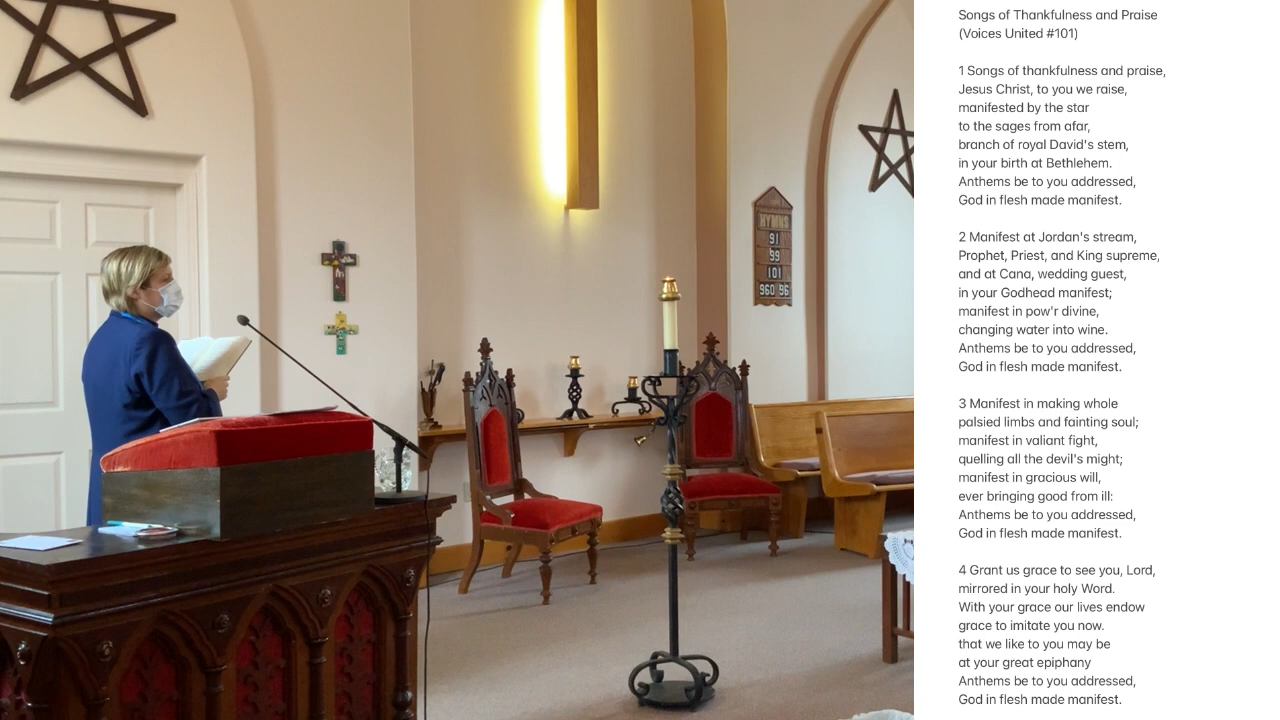 HYMNS
91
99
101
960 96
Songs of Thankfulness and Praise
(Voices United #101)
1 Songs of thankfulness and praise,
Jesus Christ, to you we raise,
manifested by the star
to the sages from afar,
branch of royal David's stem,
in your birth at Bethlehem.
Anthems be to you addressed,
God in flesh made manifest.
2 Manifest at Jordan's stream,
Prophet, Priest, and King supreme,
and at Cana, wedding guest,
in your Godhead manifest;
manifest in pow'r divine,
changing water into wine.
Anthems be to you addressed,
God in flesh made manifest.
3 Manifest in making whole
palsied limbs and fainting soul;
manifest in valiant fight,
quelling all the devil's might;
manifest in gracious will,
ever bringing good from ill:
Anthems be to you addressed,
God in flesh made manifest.
4 Grant us grace to see you, Lord,
mirrored in your holy Word.
With your grace our lives endow
grace to imitate you now.
that we like to you may be
at your great epiphany
Anthems be to you addressed,
God in flesh made manifest.